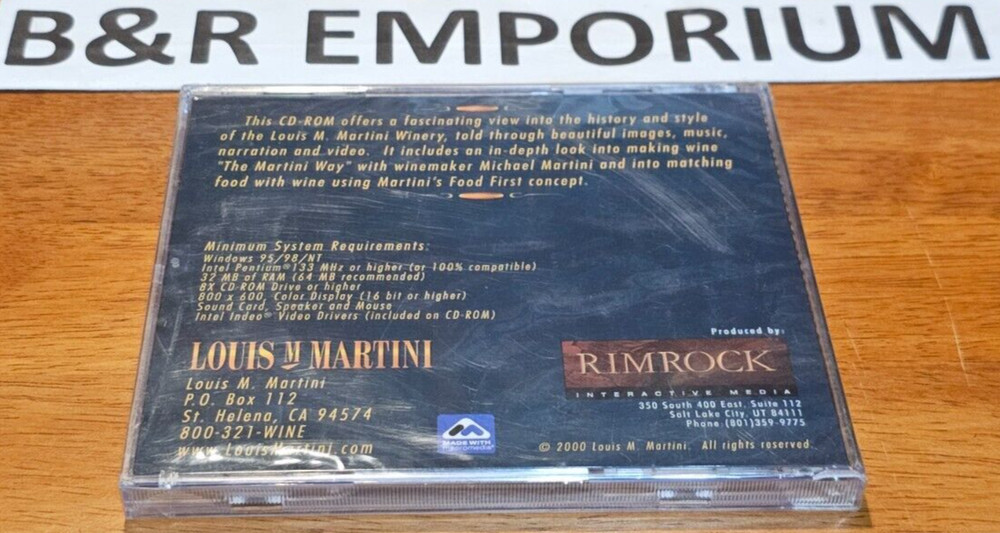 B&R EMPORIUM
This CD-ROM offers a fascinating view into the history and style
of the Louis M. Martini Winery, told through beautiful images, music,
narration and video. It includes an in-depth look into making wine
"The Martini Way" with winemaker Michael Martini and into matching
food with wine using Martini's Food First concept.
Minimum System Requirements:
Windows 95/98/NT
Intel Pentium® 133 MHz or higher (or 100% compatible)
32 MB of RAM (64 MB recommended)
8X CD-ROM Drive or higher
800 x 600, Color Display (16 bit or higher)
Sound Card, Speaker and Mouse
Intel Indeo® Video Drivers (included on CD-ROM)
LOUIS M MARTINI
Louis M. Martini
P.O. Box 112
St. Helena, CA 94574
800-321-WINE
www.LouisMartini.com
MADE WITH
macromedia
Produced by:
RIMROCK
INTERACTIVE MEDIA
350 South 400 East, Suite 112
Salt Lake City, UT 84111
Phone (801)359-9775
© 2000 Louis M. Martini. All rights reserved.